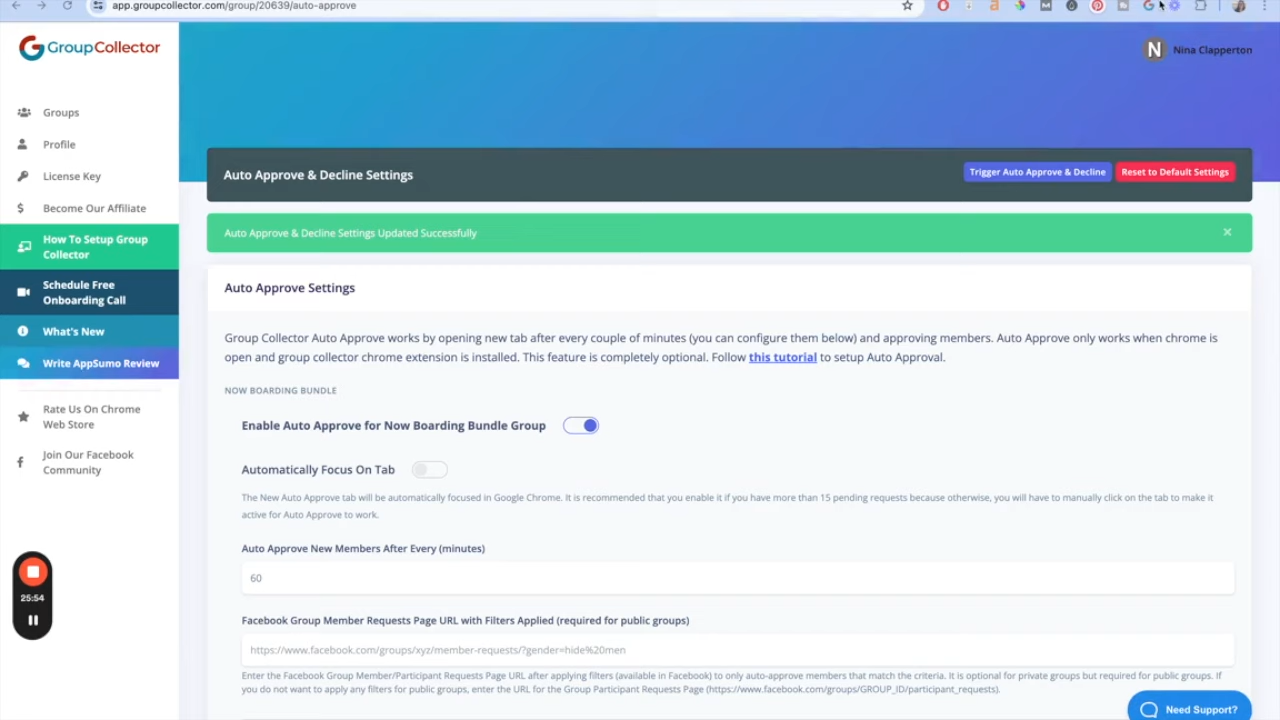 app.groupcollector.com/group/20639/auto-approve
GroupCollector
N Nina Clapperton
Groups
Profile
License Key
Become Our Affiliate
How To Setup Group
Collector
Schedule Free
Onboarding Call
What's New
Write AppSumo Review
Rate Us On Chrome
Web Store
Join Our Facebook
Community
25:54
Auto Approve & Decline Settings
Trigger Auto Approve & Decline
Reset to Default Settings
Auto Approve & Decline Settings Updated Successfully
Auto Approve Settings
Group Collector Auto Approve works by opening new tab after every couple of minutes (you can configure them below) and approving members. Auto Approve only works when chrome is
open and group collector chrome extension is installed. This feature is completely optional. Follow this tutorial to setup Auto Approval.
NOW BOARDING BUNDLE
Enable Auto Approve for Now Boarding Bundle Group
Automatically Focus On Tab
The New Auto Approve tab will be automatically focused in Google Chrome. It is recommended that you enable it if you have more than 15 pending requests because otherwise, you will have to manually click on the tab to make it
active for Auto Approve to work.
Auto Approve New Members After Every (minutes)
60
Facebook Group Member Requests Page URL with Filters Applied (required for public groups)
https://www.facebook.com/groups/xyz/member-requests/?gender=hide%20men
Enter the Facebook Group Member/Participant Requests Page URL after applying filters (available in Facebook) to only auto-approve members that match the criteria. It is optional for private groups but required for public groups. If
you do not want to apply any filters for public groups, enter the URL for the Group Participant Requests Page (https://www.facebook.com/groups/GROUP_ID/participant_requests).
Need Support?